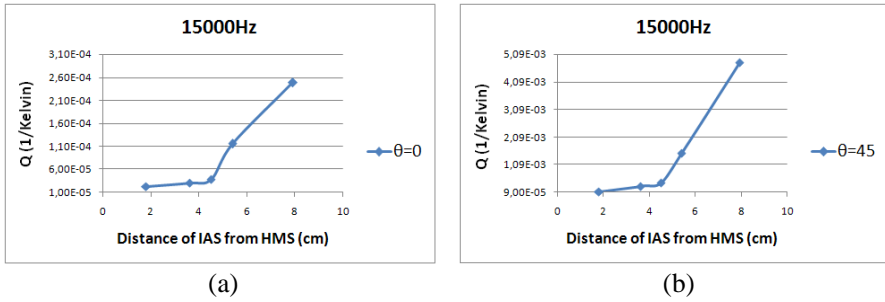 15000Hz
3,10E-04
2,60E-04
2,10E-04
1,60E-04
1,10E-04
6,00E-05
1,00E-05
Q (1/Kelvin)
0 2 4 6 8 10
Distance of IAS from HMS (cm)
θ=0
(a)
15000Hz
5,09E-03
4,09E-03
3,09E-03
2,09E-03
1,09E-03
9,00E-05
Q (1/Kelvin)
0 2 4 6 8 10
Distance of IAS from HMS (cm)
θ=45
(b)